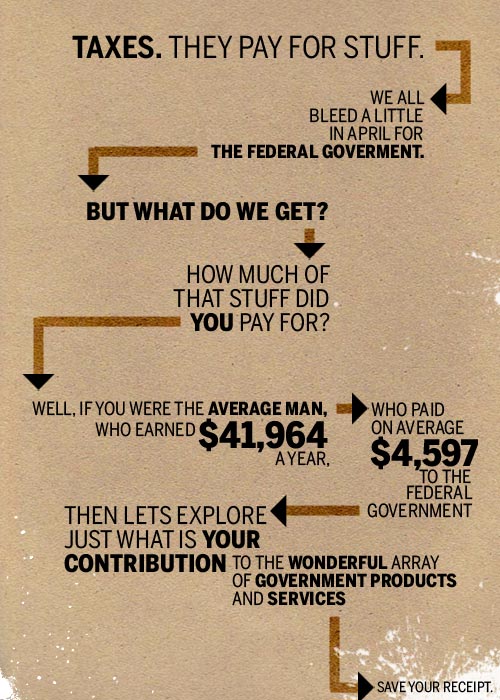 TAXES. THEY PAY FOR STUFF.
WE ALL
BLEED A LITTLE
IN APRIL FOR
THE FEDERAL GOVERMENT.
BUT WHAT DO WE GET?
HOW MUCH OF
THAT STUFF DID
YOU PAY FOR?
WELL, IF YOU WERE THE AVERAGE MAN,
WHO EARNED $41,964
A YEAR,
WHO PAID
ON AVERAGE
$4,597
TO THE
FEDERAL
GOVERNMENT
THEN LETS EXPLORE
JUST WHAT IS YOUR
CONTRIBUTION TO THE WONDERFUL ARRAY
OF GOVERNMENT PRODUCTS
AND SERVICES
SAVE YOUR RECEIPT.